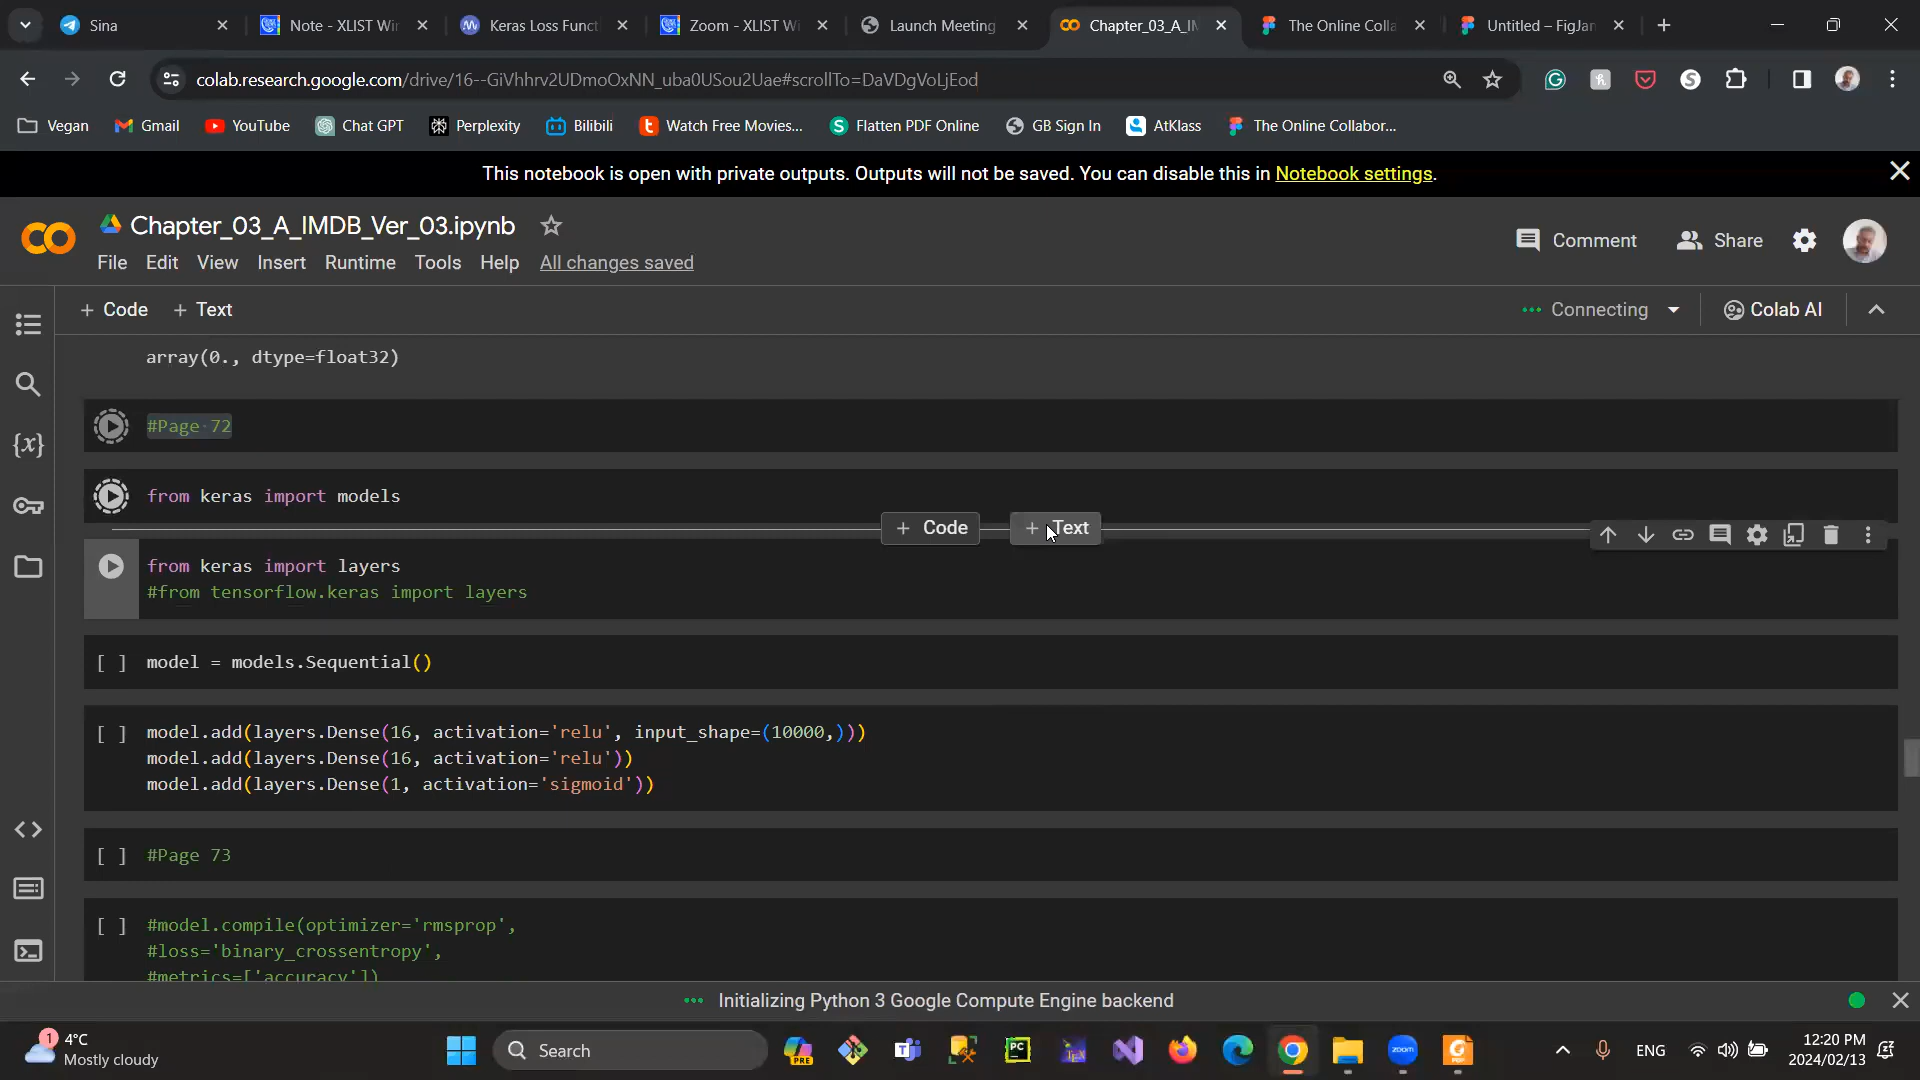 Sina
Note - XLIST Wi
Keras Loss Funct
Zoom - XLIST W
Launch Meeting
Chapter_03_A_I
The Online Colla
Untitled – FigJa
colab.research.google.com/drive/16--GiVhhrv2UDmoOxNN_uba0USou2Uae#scrollTo=DaVDgVoLjEod
Vegan
Gmail
YouTube
Chat GPT
Perplexity
Bilibili
Watch Free Movies...
Flatten PDF Online
GB Sign In
AtKlass
The Online Collabor...
This notebook is open with private outputs. Outputs will not be saved. You can disable this in Notebook settings.
Chapter_03_A_IMDB_Ver_03.ipynb
Comment
Share
File Edit View Insert Runtime Tools Help All changes saved
+ Code + Text
Connecting
Colab AI
array(0., dtype=float32)
#Page 72
from keras import models
+ Code
+ Text
from keras import layers
#from tensorflow.keras import layers
[ ] model = models.Sequential()
[ ] model.add(layers.Dense(16, activation='relu', input_shape=(10000,)))
model.add(layers.Dense(16, activation='relu'))
model.add(layers.Dense(1, activation='sigmoid'))
[ ] #Page 73
[ ] #model.compile(optimizer='rmsprop',
#loss='binary_crossentropy',
#metrics=['accuracy'])
Initializing Python 3 Google Compute Engine backend
1
4°C
Mostly cloudy
Search
PRE
PC
zoom
ENG
12:20 PM
2024/02/13